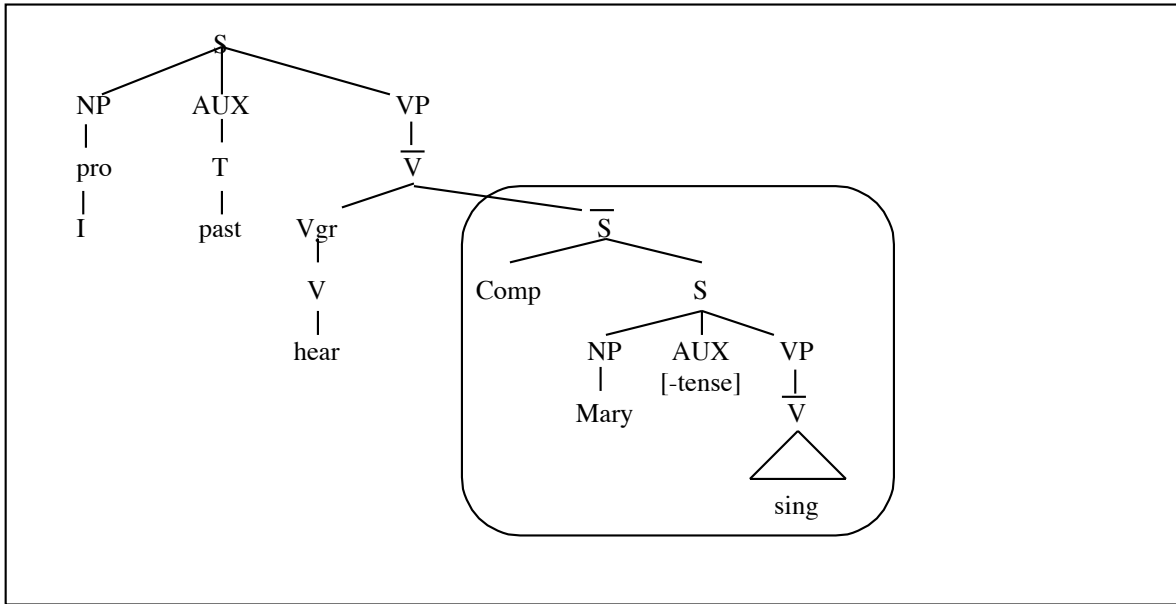 S
NP AUX VP
pro T V̅
I past Vgr S̅
V Comp S
hear NP AUX VP
[-tense]
Mary V̅
sing